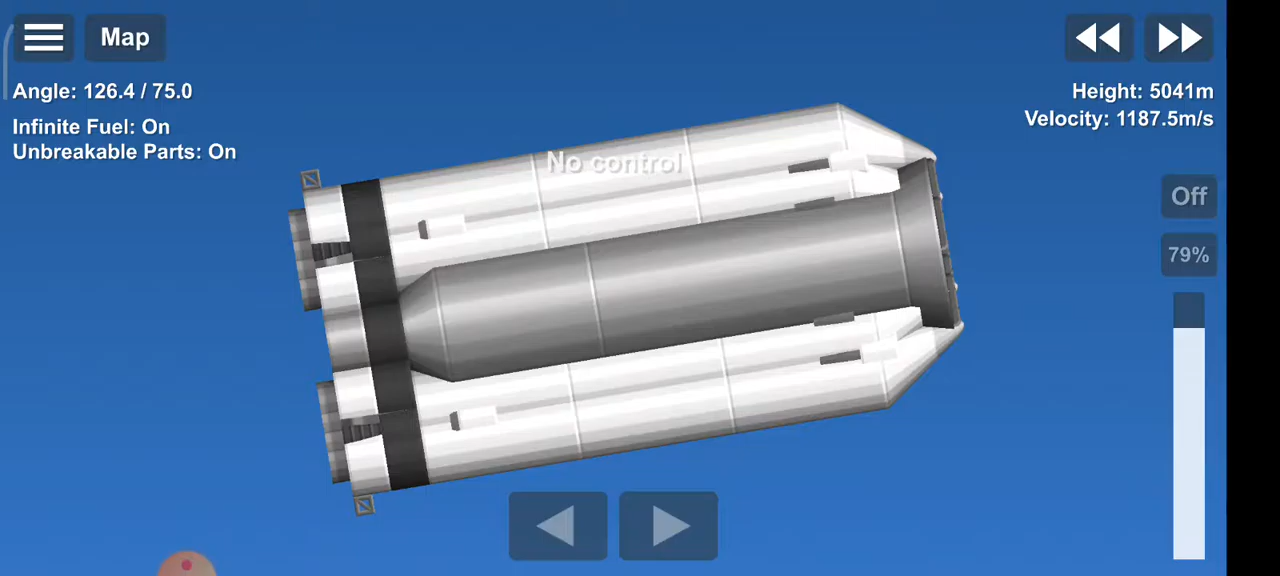 Map
Angle: 126.4 / 75.0
Infinite Fuel: On
Unbreakable Parts: On
No control
Height: 5041m
Velocity: 1187.5m/s
Off
79%